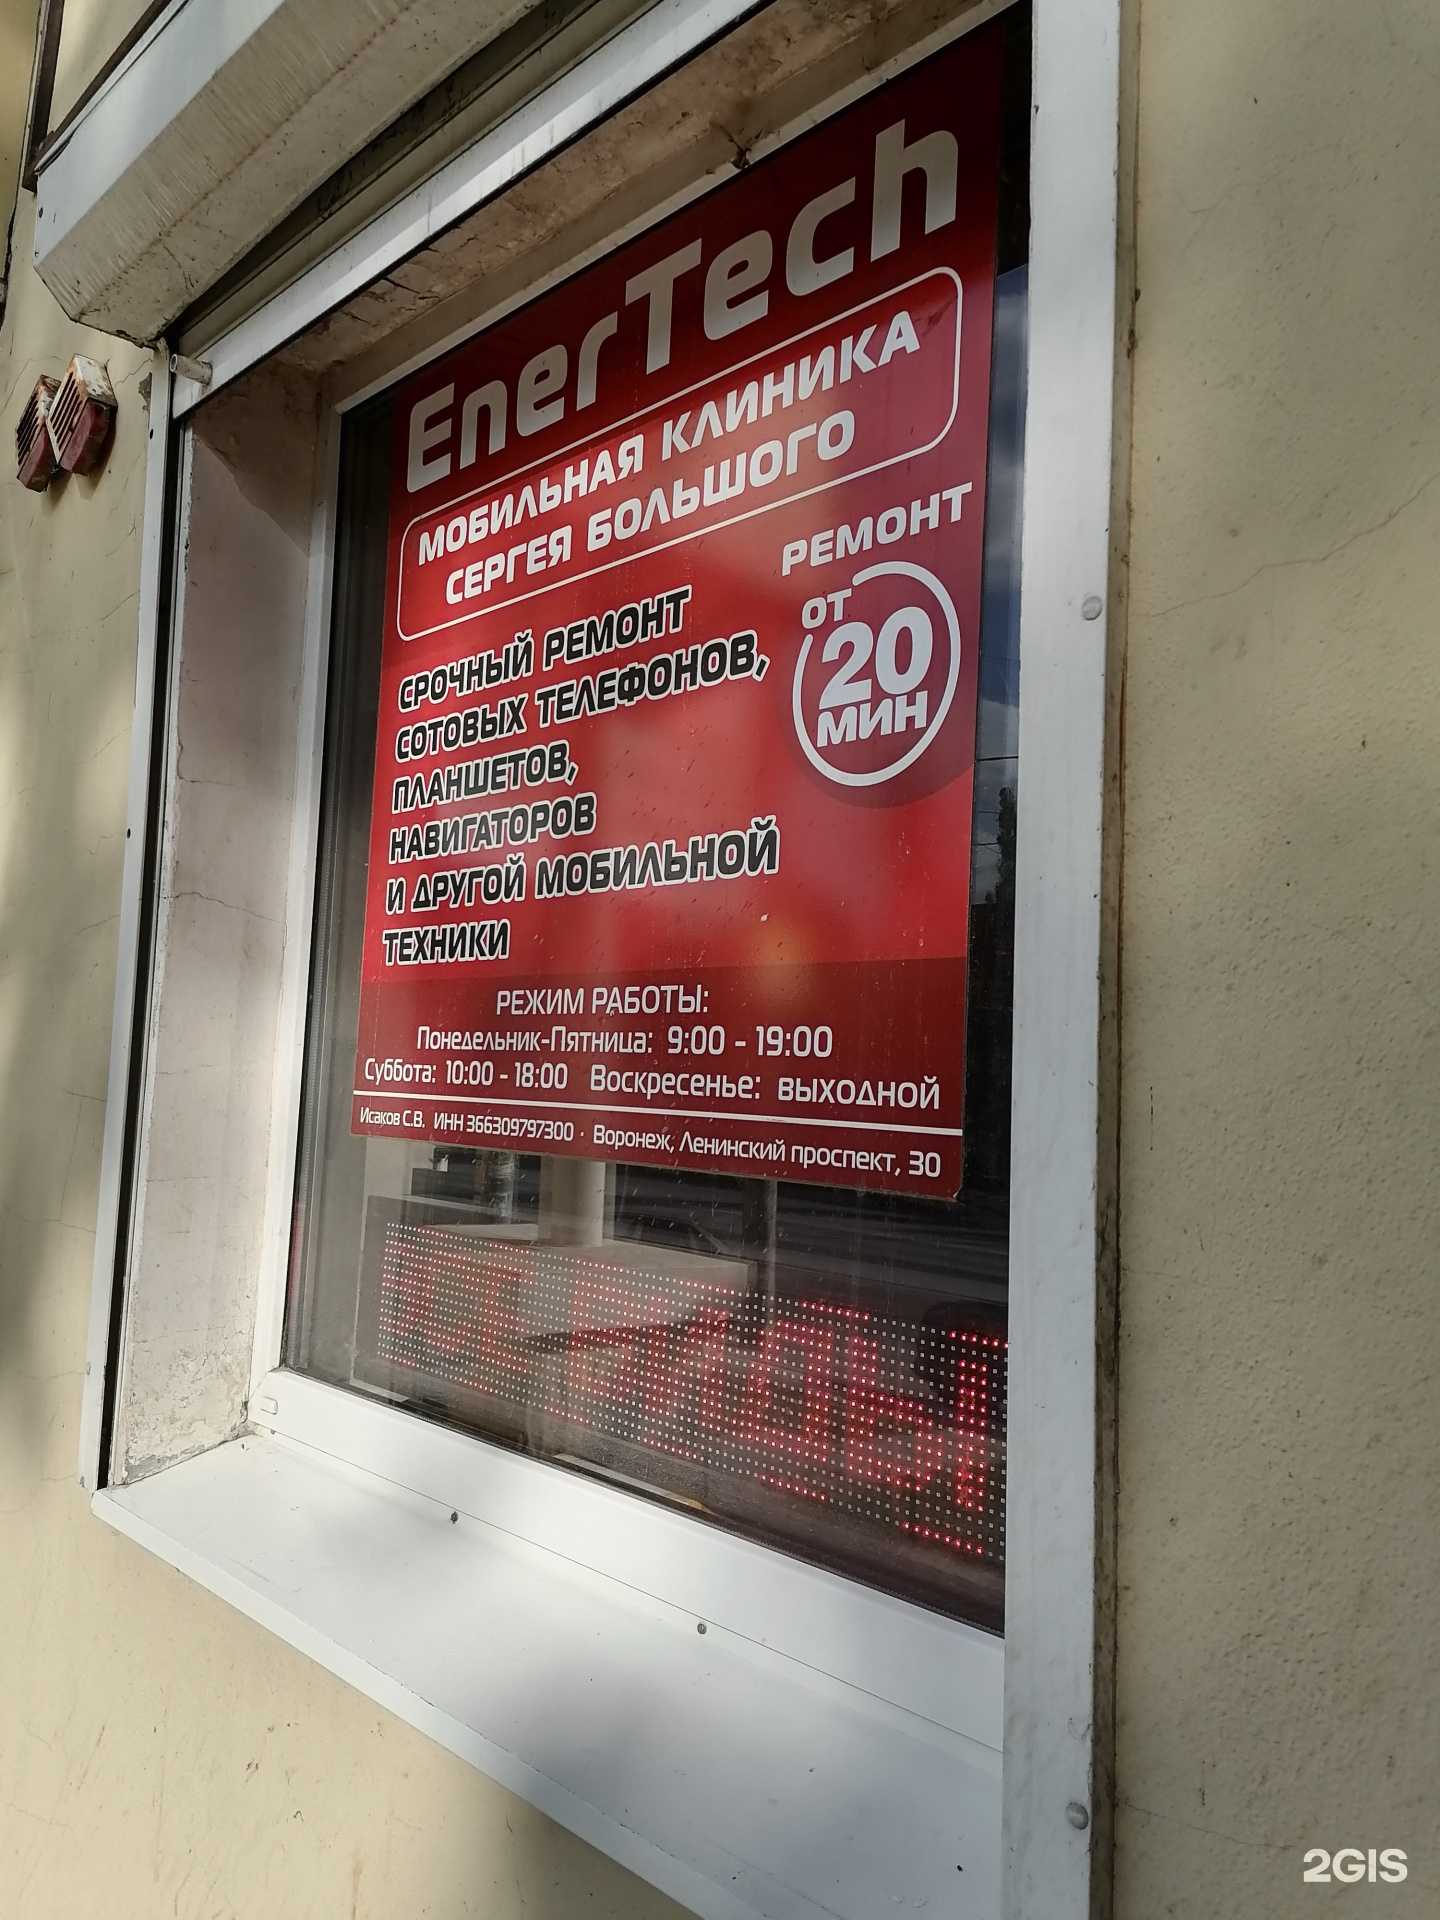 EnerTech
МОБИЛЬНАЯ КЛИНИКА
СЕРГЕЯ БОЛЬШОГО
РЕМОНТ
ОТ
20
МИН
СРОЧНЫЙ РЕМОНТ
СОТОВЫХ ТЕЛЕФОНОВ,
ПЛАНШЕТОВ,
НАВИГАТОРОВ
И ДРУГОЙ МОБИЛЬНОЙ
ТЕХНИКИ
РЕЖИМ РАБОТЫ:
Понедельник-Пятница: 9:00 - 19:00
Суббота: 10:00 - 18:00 Воскресенье: выходной
Исаков С.В. ИНН 366309797300 · Воронеж, Ленинский проспект, 30
2GIS